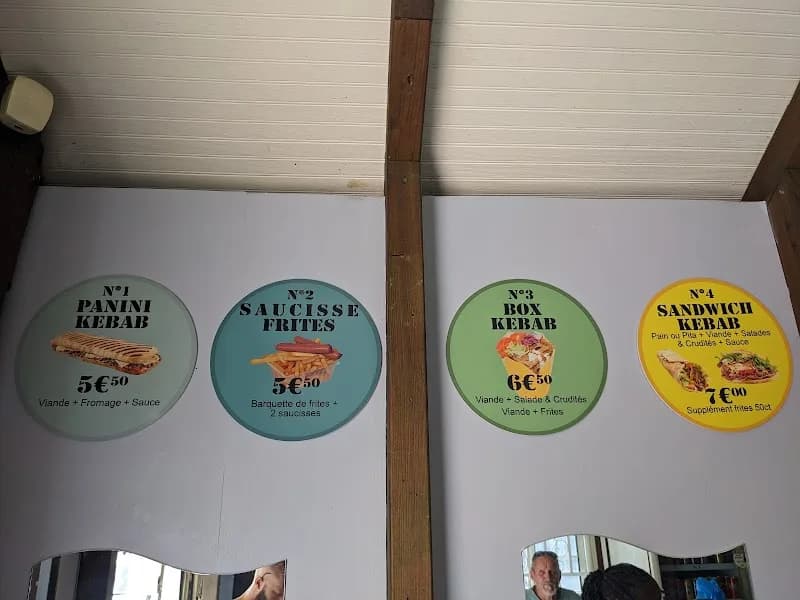 N°1
PANINI
KEBAB
5€50
Viande + Fromage + Sauce
N°2
SAUCISSE
FRITES
5€50
Barquette de frites +
2 saucisses
N°3
BOX
KEBAB
6€50
Viande + Salade & Crudités
Viande + Frites
N°4
SANDWICH
KEBAB
Pain ou Pita + Viande + Salades
& Crudités + Sauce
7€00
Supplément frites 50ct